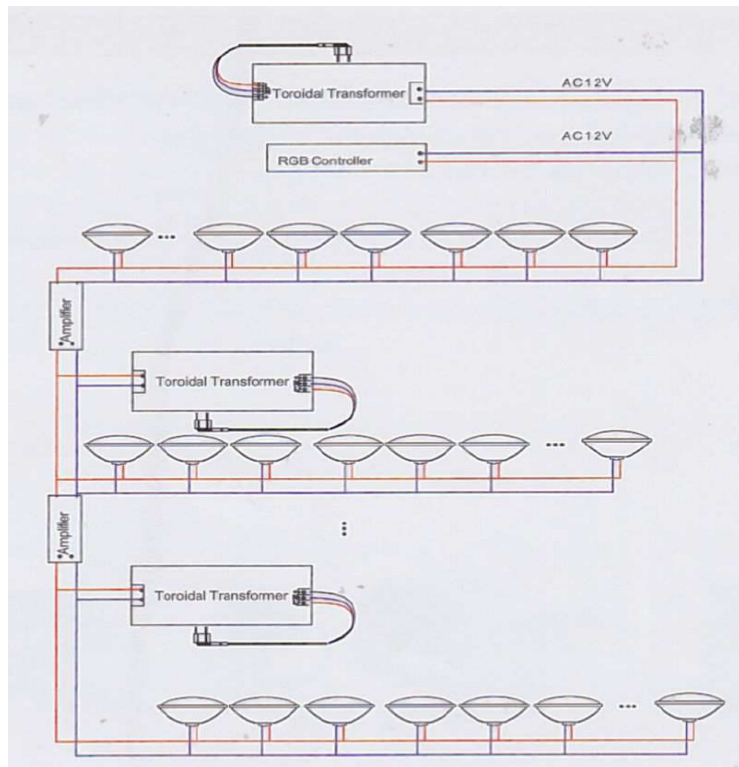 Toroidal Transformer
AC12V
RGB Controller
AC12V
Amplifier
Toroidal Transformer
Amplifier
Toroidal Transformer